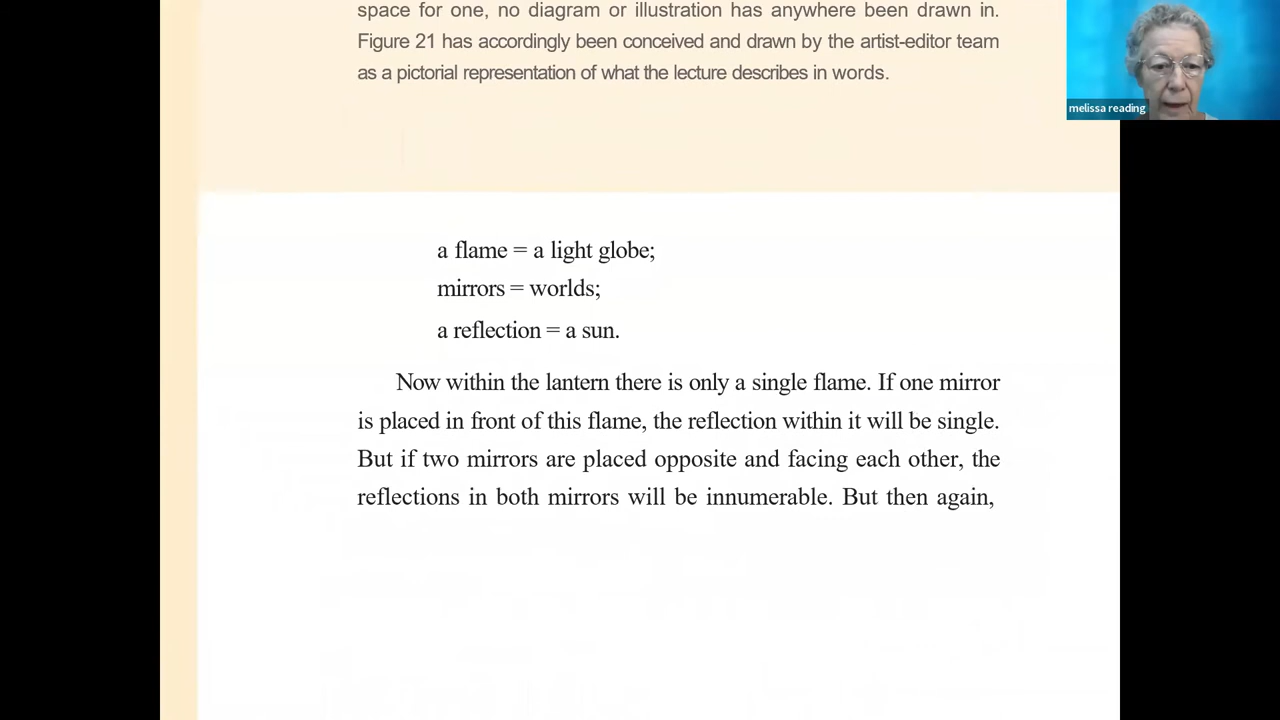 space for one, no diagram or illustration has anywhere been drawn in.
Figure 21 has accordingly been conceived and drawn by the artist-editor team
as a pictorial representation of what the lecture describes in words.
melissa reading
a flame = a light globe;
mirrors = worlds;
a reflection = a sun.
Now within the lantern there is only a single flame. If one mirror
is placed in front of this flame, the reflection within it will be single.
But if two mirrors are placed opposite and facing each other, the
reflections in both mirrors will be innumerable. But then again,